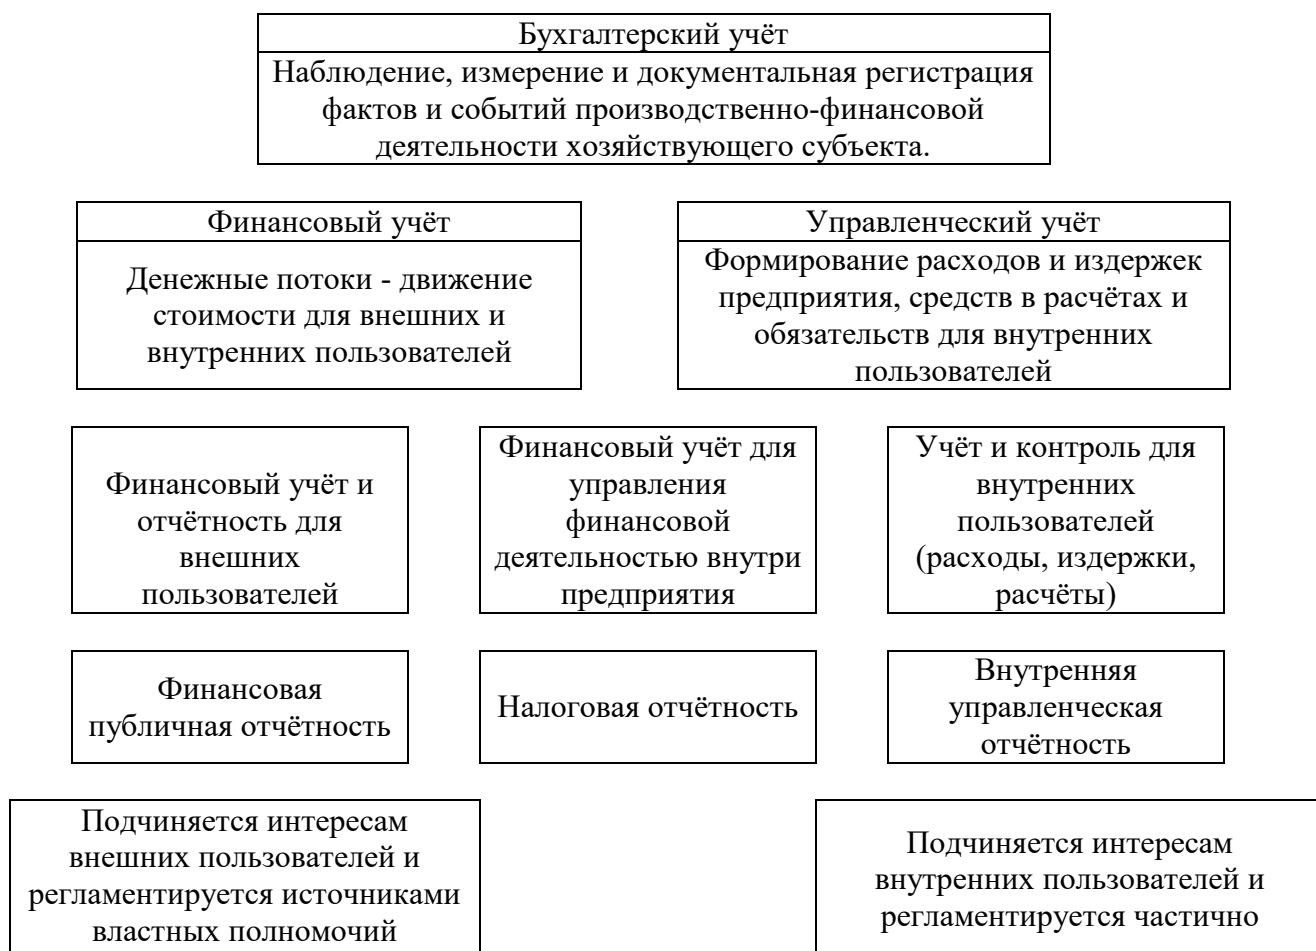 Бухгалтерский учёт
Наблюдение, измерение и документальная регистрация
фактов и событий производственно-финансовой
деятельности хозяйствующего субъекта.
Финансовый учёт
Денежные потоки - движение
стоимости для внешних и
внутренних пользователей
Управленческий учёт
Формирование расходов и издержек
предприятия, средств в расчётах и
обязательств для внутренних
пользователей
Финансовый учёт и
отчётность для
внешних
пользователей
Финансовый учёт для
управления
финансовой
деятельностью внутри
предприятия
Учёт и контроль для
внутренних
пользователей
(расходы, издержки,
расчёты)
Финансовая
публичная отчётность
Налоговая отчётность
Внутренняя
управленческая
отчётность
Подчиняется интересам
внешних пользователей и
регламентируется источниками
властных полномочий
Подчиняется интересам
внутренних пользователей и
регламентируется частично